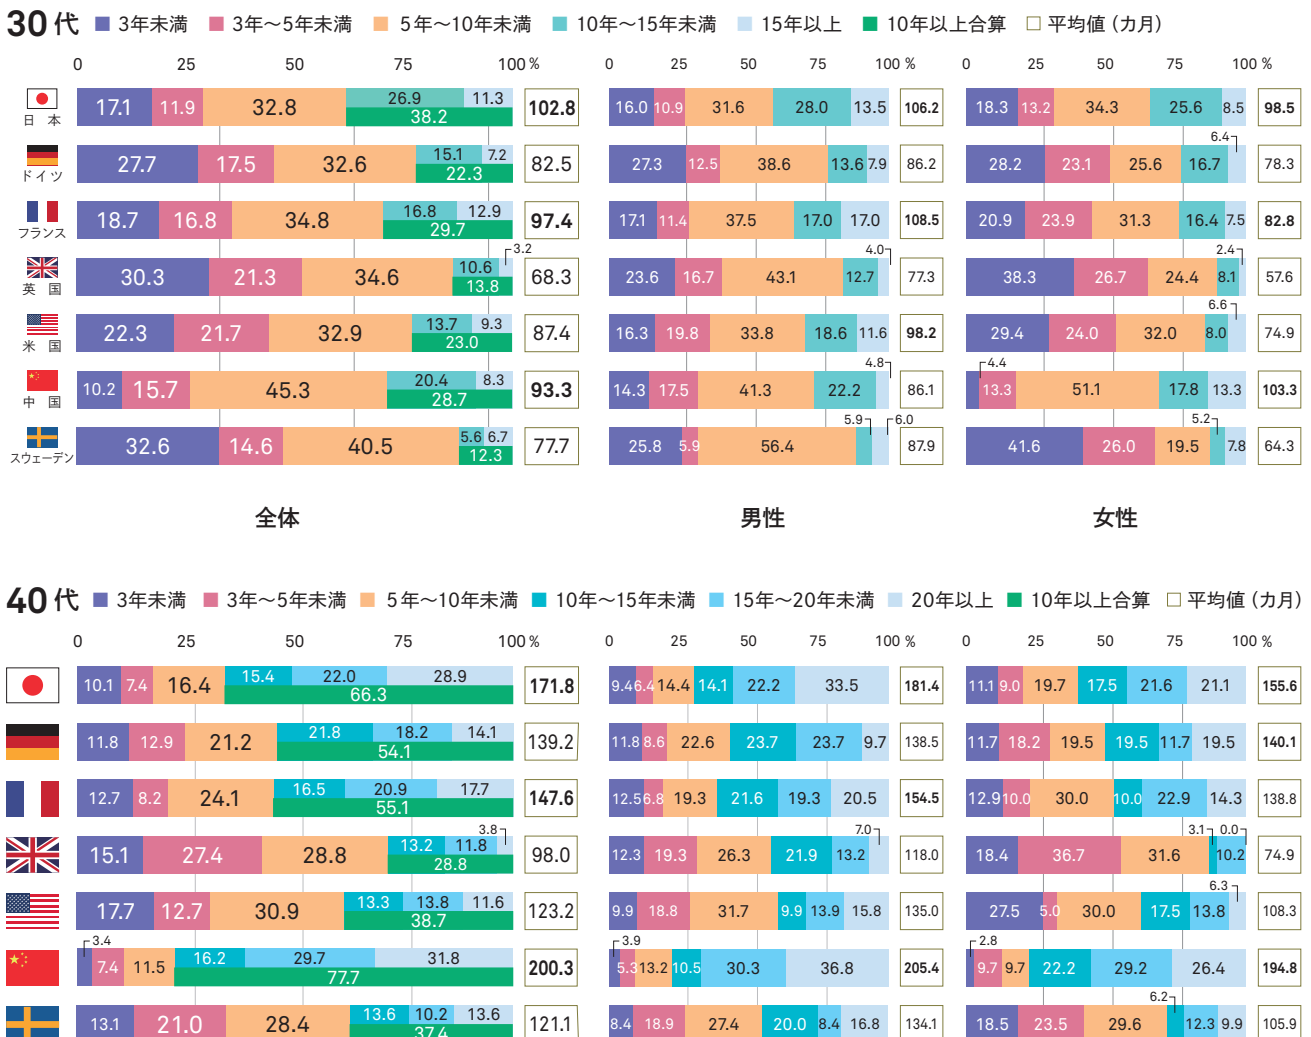 30代 3年未満 3年～5年未満 5年～10年未満 10年～15年未満 15年以上 10年以上合算 平均値（カ月）
0 25 50 75 100 % 0 25 50 75 100 % 0 25 50 75 100 %
日本 17.1 11.9 32.8 26.9 11.3 38.2 102.8 16.0 10.9 31.6 28.0 13.5 106.2 18.3 13.2 34.3 25.6 8.5 98.5
ドイツ 27.7 17.5 32.6 15.1 7.2 22.3 82.5 27.3 12.5 38.6 13.6 7.9 86.2 28.2 23.1 25.6 16.7 6.4 78.3
フランス 18.7 16.8 34.8 16.8 12.9 29.7 97.4 17.1 11.4 37.5 17.0 17.0 108.5 20.9 23.9 31.3 16.4 7.5 82.8
英国 30.3 21.3 34.6 10.6 3.2 13.8 68.3 23.6 16.7 43.1 12.7 4.0 77.3 38.3 26.7 24.4 8.1 2.4 57.6
米国 22.3 21.7 32.9 13.7 9.3 23.0 87.4 16.3 19.8 33.8 18.6 11.6 98.2 29.4 24.0 32.0 8.0 6.6 74.9
中国 10.2 15.7 45.3 20.4 8.3 28.7 93.3 14.3 17.5 41.3 22.2 4.8 86.1 4.4 13.3 51.1 17.8 13.3 103.3
スウェーデン 32.6 14.6 40.5 5.6 6.7 12.3 77.7 25.8 5.9 56.4 5.9 6.0 87.9 41.6 26.0 19.5 5.2 7.8 64.3
全体 男性 女性
40代 3年未満 3年～5年未満 5年～10年未満 10年～15年未満 15年～20年未満 20年以上 10年以上合算 平均値（カ月）
0 25 50 75 100 % 0 25 50 75 100 % 0 25 50 75 100 %
10.1 7.4 16.4 15.4 22.0 28.9 66.3 171.8 9.4 6.4 14.4 14.1 22.2 33.5 181.4 11.1 9.0 19.7 17.5 21.6 21.1 155.6
11.8 12.9 21.2 21.8 18.2 14.1 54.1 139.2 11.8 8.6 22.6 23.7 23.7 9.7 138.5 11.7 18.2 19.5 19.5 11.7 19.5 140.1
12.7 8.2 24.1 16.5 20.9 17.7 55.1 147.6 12.5 6.8 19.3 21.6 19.3 20.5 154.5 12.9 10.0 30.0 10.0 22.9 14.3 138.8
15.1 27.4 28.8 13.2 11.8 3.8 28.8 98.0 12.3 19.3 26.3 21.9 13.2 7.0 118.0 18.4 36.7 31.6 3.1 10.2 0.0 74.9
17.7 12.7 30.9 13.3 13.8 11.6 38.7 123.2 9.9 18.8 31.7 9.9 13.9 15.8 135.0 27.5 5.0 30.0 17.5 13.8 6.3 108.3
3.4 7.4 11.5 16.2 29.7 31.8 77.7 200.3 3.9 5.3 13.2 10.5 30.3 36.8 205.4 2.8 9.7 9.7 22.2 29.2 26.4 194.8
13.1 21.0 28.4 13.6 10.2 13.6 37.4 121.1 8.4 18.9 27.4 20.0 8.4 16.8 134.1 18.5 23.5 29.6 6.2 12.3 9.9 105.9